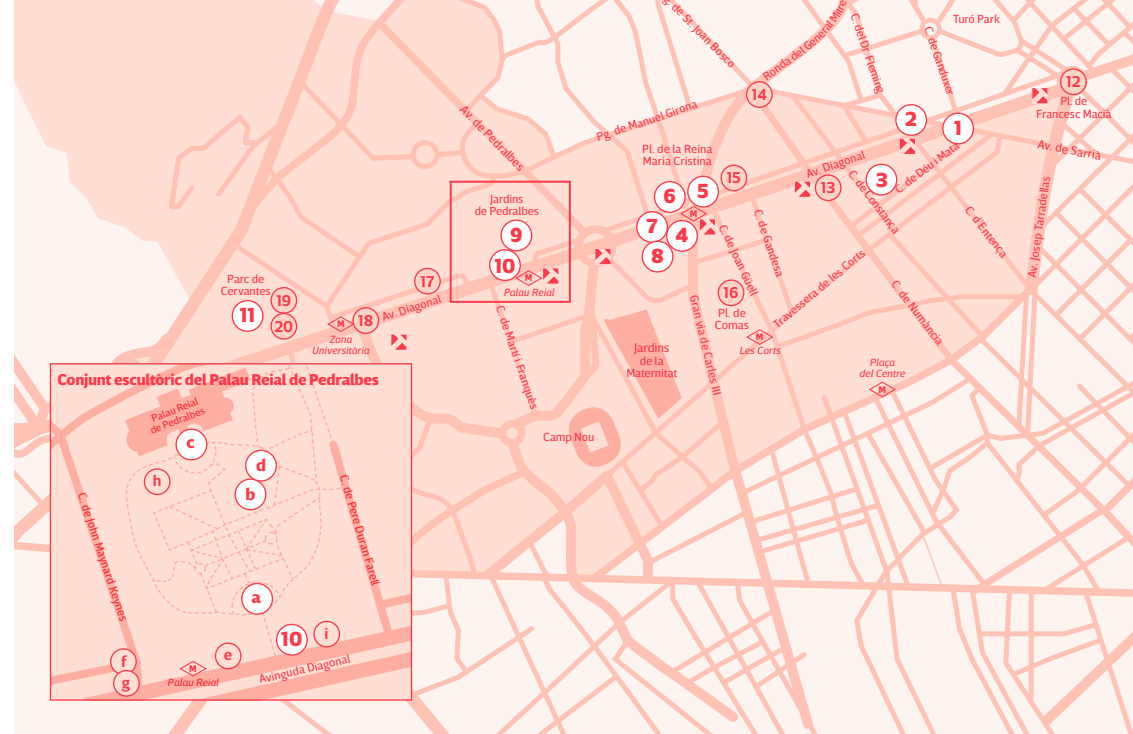 Pg. de St. Joan Bosco
Ronda del General Mitre
C. del Dr. Fleming
C. de Ganduxer
Turó Park
12
Pl. de
Francesc Macià
14
2
1
Av. de Pedralbes
Pg. de Manuel Girona
Pl. de la Reina
Maria Cristina
Av. Diagonal
Av. de Sarrià
15
13
3
C. de Déu i Mata
C. de Constança
6
5
M
7
4
8
Jardins
de Pedralbes
9
10
M
Palau Reial
C. de Joan Güell
C. de Gandesa
C. d'Entença
Av. Josep Tarradellas
Travessera de les Corts
C. de Numància
17
Parc de
Cervantes
11
19
20
M
18
Av. Diagonal
Zona
Universitària
16
Pl. de
Comas
M
Les Corts
Gran via de Carles III
C. de Martí i Franquès
Jardins
de la
Maternitat
Plaça
del Centre
M
Camp Nou
Conjunt escultòric del Palau Reial de Pedralbes
Palau Reial
de Pedralbes
c
d
h
b
C. de John Maynard Keynes
C. de Pere Duran Farell
a
10
i
e
f
g
M
Palau Reial
Avinguda Diagonal